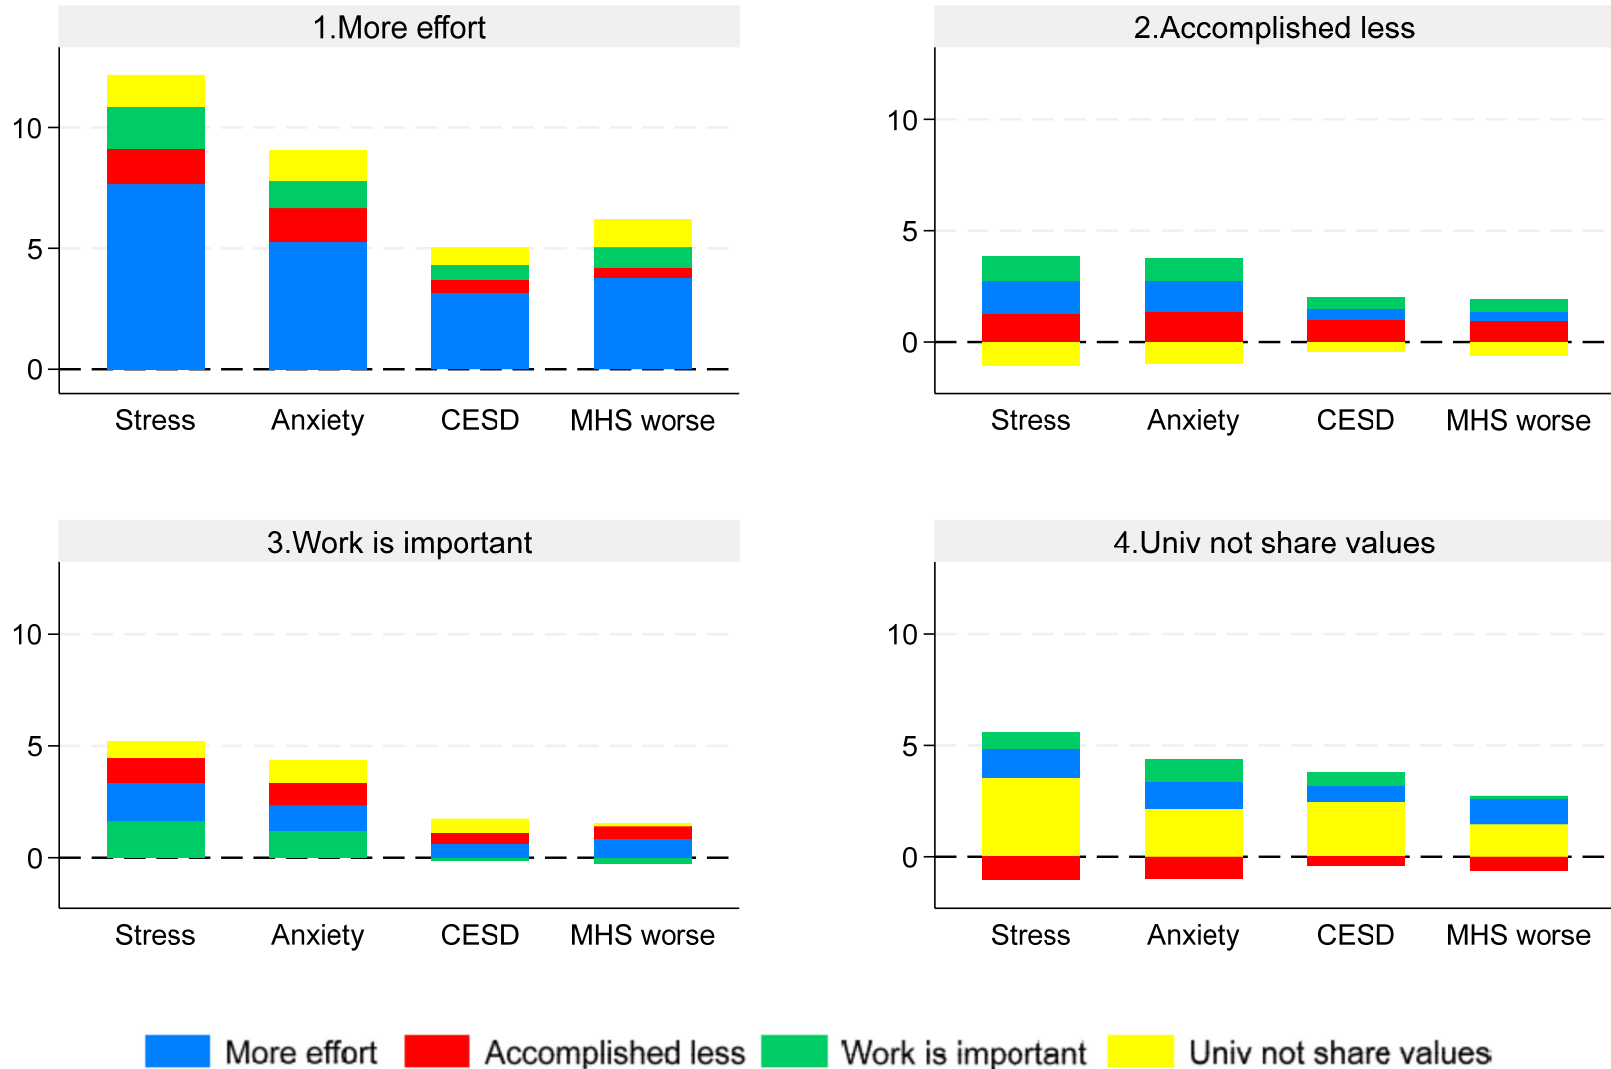 1.More effort
10
5
0
Stress Anxiety CESD MHS worse
2.Accomplished less
10
5
0
Stress Anxiety CESD MHS worse
3.Work is important
10
5
0
Stress Anxiety CESD MHS worse
4.Univ not share values
10
5
0
Stress Anxiety CESD MHS worse
More effort Accomplished less Work is important Univ not share values